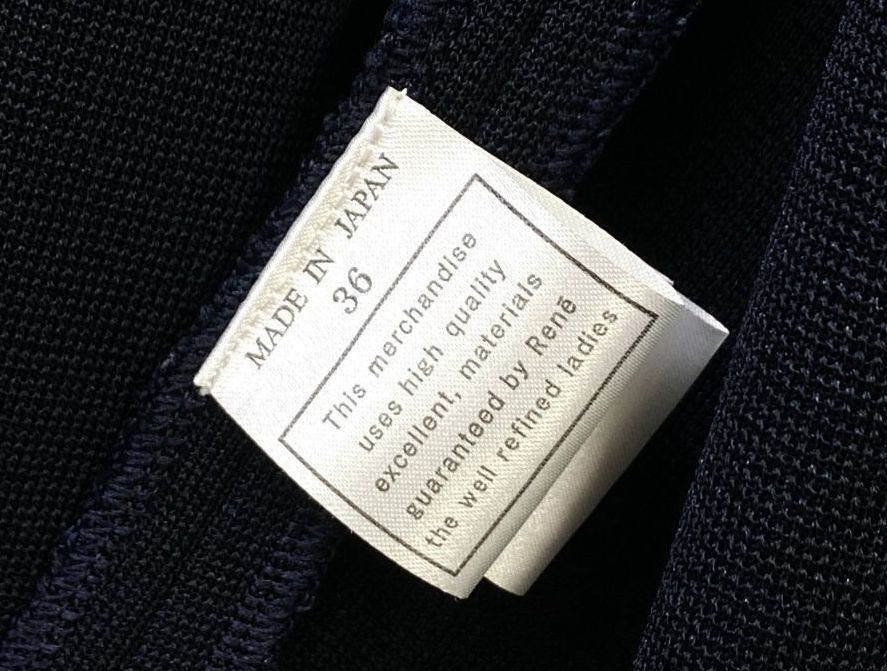 MADE IN JAPAN
36
This merchandise
uses high quality
excellent, materials
guaranteed by René
the well refined ladies